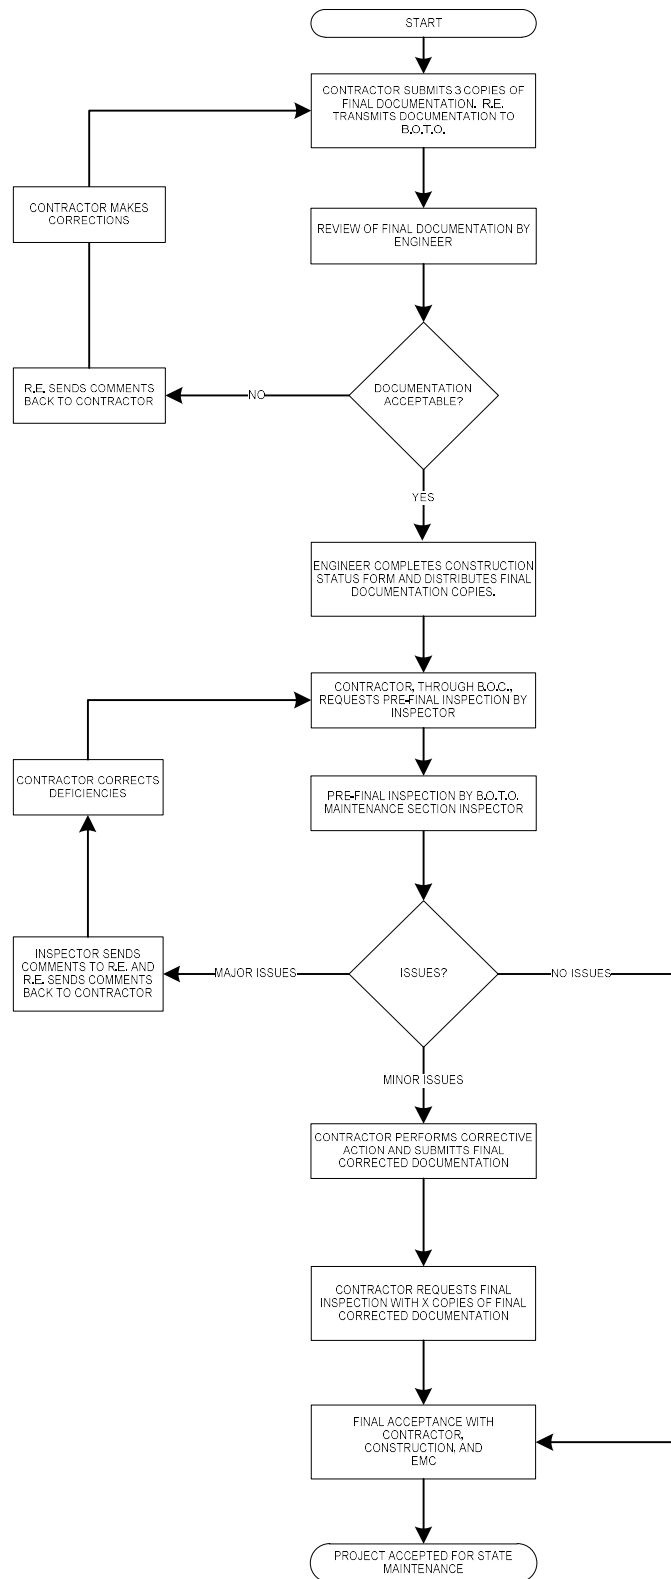 START
CONTRACTOR SUBMITS 3 COPIES OF
FINAL DOCUMENTATION. R.E.
TRANSMITS DOCUMENTATION TO
B.O.T.O.
CONTRACTOR MAKES
CORRECTIONS
REVIEW OF FINAL DOCUMENTATION BY
ENGINEER
DOCUMENTATION
ACCEPTABLE?
NO
R.E. SENDS COMMENTS
BACK TO CONTRACTOR
YES
ENGINEER COMPLETES CONSTRUCTION
STATUS FORM AND DISTRIBUTES FINAL
DOCUMENTATION COPIES.
CONTRACTOR, THROUGH B.O.C.,
REQUESTS PRE-FINAL INSPECTION BY
INSPECTOR
CONTRACTOR CORRECTS
DEFICIENCIES
PRE-FINAL INSPECTION BY B.O.T.O.
MAINTENANCE SECTION INSPECTOR
INSPECTOR SENDS
COMMENTS TO R.E. AND
R.E. SENDS COMMENTS
BACK TO CONTRACTOR
MAJOR ISSUES
ISSUES?
NO ISSUES
MINOR ISSUES
CONTRACTOR PERFORMS CORRECTIVE
ACTION AND SUBMITTS FINAL
CORRECTED DOCUMENTATION
CONTRACTOR REQUESTS FINAL
INSPECTION WITH X COPIES OF FINAL
CORRECTED DOCUMENTATION
FINAL ACCEPTANCE WITH
CONTRACTOR,
CONSTRUCTION, AND
EMC
PROJECT ACCEPTED FOR STATE
MAINTENANCE